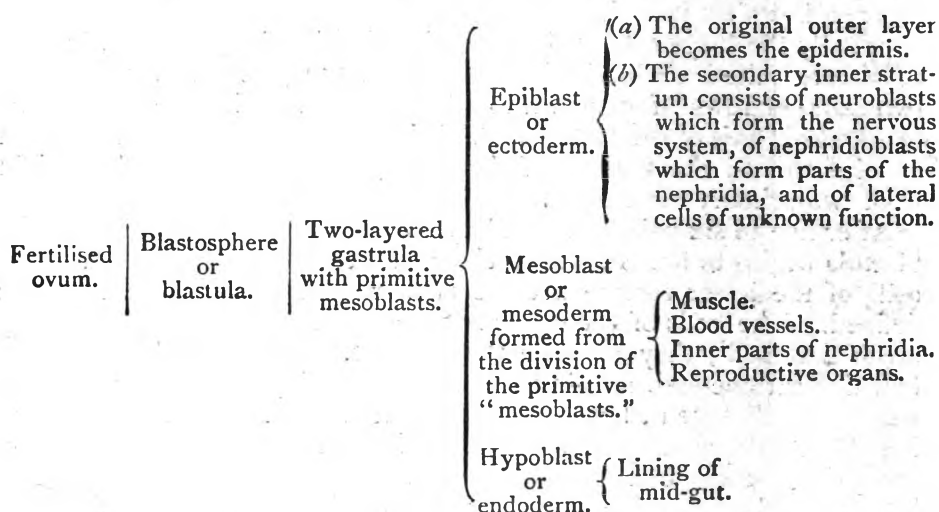 Fertilised
ovum.
Blastosphere
or
blastula.
Two-layered
gastrula
with primitive
mesoblasts.
Epiblast
or
ectoderm.
(a) The original outer layer
becomes the epidermis.
(b) The secondary inner strat-
um consists of neuroblasts
which form the nervous
system, of nephridioblasts
which form parts of the
nephridia, and of lateral
cells of unknown function.
Mesoblast
or
mesoderm
formed from
the division of
the primitive
“mesoblasts.”
Muscle.
Blood vessels.
Inner parts of nephridia.
Reproductive organs.
Hypoblast
or
endoderm.
Lining of
mid-gut.